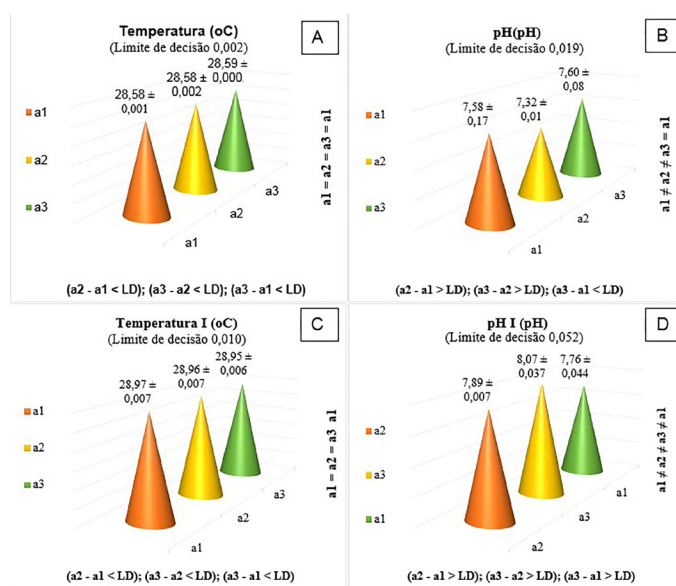 Temperatura (oC)
(Limite de decisão 0,002)
A
28,58 ±
0,001
28,58 ±
0,002
28,59 ±
0,000
a1
a2
a3
a1
a2
a3
a1 = a2 = a3 = a1
(a2 - a1 < LD); (a3 - a2 < LD); (a3 - a1 < LD)
pH(pH)
(Limite de decisão 0,019)
B
7,58 ±
0,17
7,32 ±
0,01
7,60 ±
0,08
a1
a2
a3
a1
a2
a3
a1 ≠ a2 ≠ a3 = a1
(a2 - a1 > LD); (a3 - a2 > LD); (a3 - a1 < LD)
Temperatura I (oC)
(Limite de decisão 0,010)
C
28,97 ±
0,007
28,96 ±
0,007
28,95 ±
0,006
a1
a2
a3
a1
a2
a3
a1 = a2 = a3 a1
(a2 - a1 < LD); (a3 - a2 < LD); (a3 - a1 < LD)
pH I (pH)
(Limite de decisão 0,052)
D
7,89 ±
0,007
8,07 ±
0,037
7,76 ±
0,044
a2
a3
a1
a2
a3
a1
a1 ≠ a2 ≠ a3 ≠ a1
(a2 - a1 > LD); (a3 - a2 > LD); (a3 - a1 > LD)